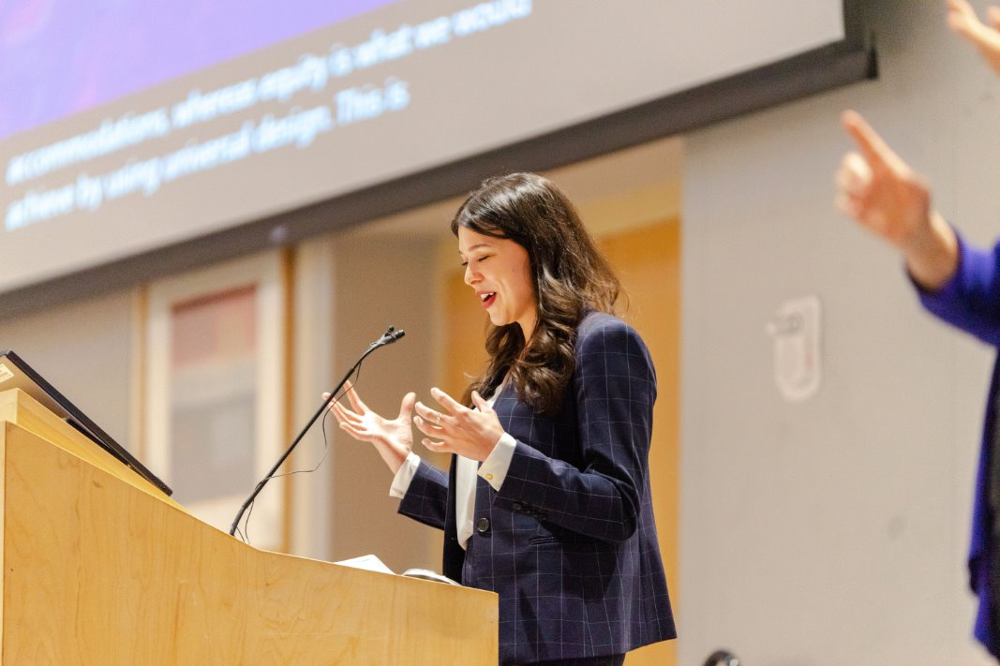 accommodations, whereas equity is what we would
achieve by using universal design. This is